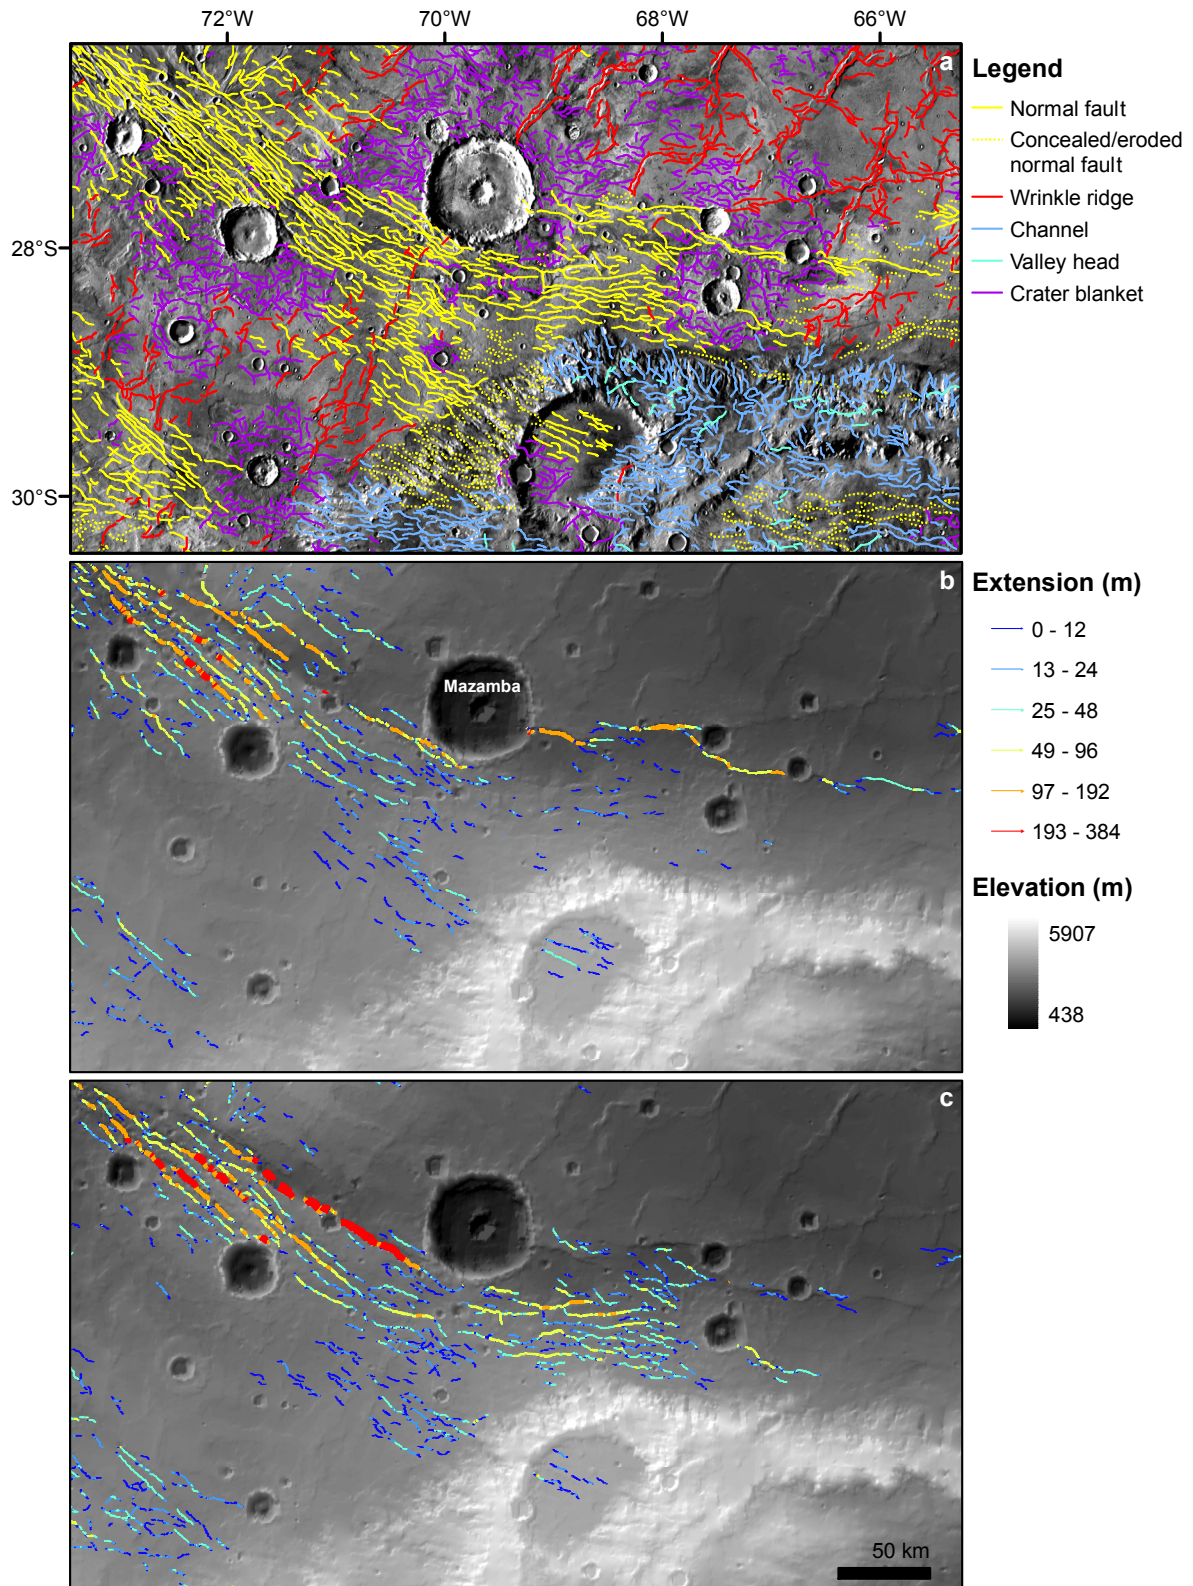 72°W 70°W 68°W 66°W
a
28°S
30°S
Legend
Normal fault
Concealed/eroded
normal fault
Wrinkle ridge
Channel
Valley head
Crater blanket
b
Mazamba
Extension (m)
0 - 12
13 - 24
25 - 48
49 - 96
97 - 192
193 - 384
Elevation (m)
5907
438
c
50 km